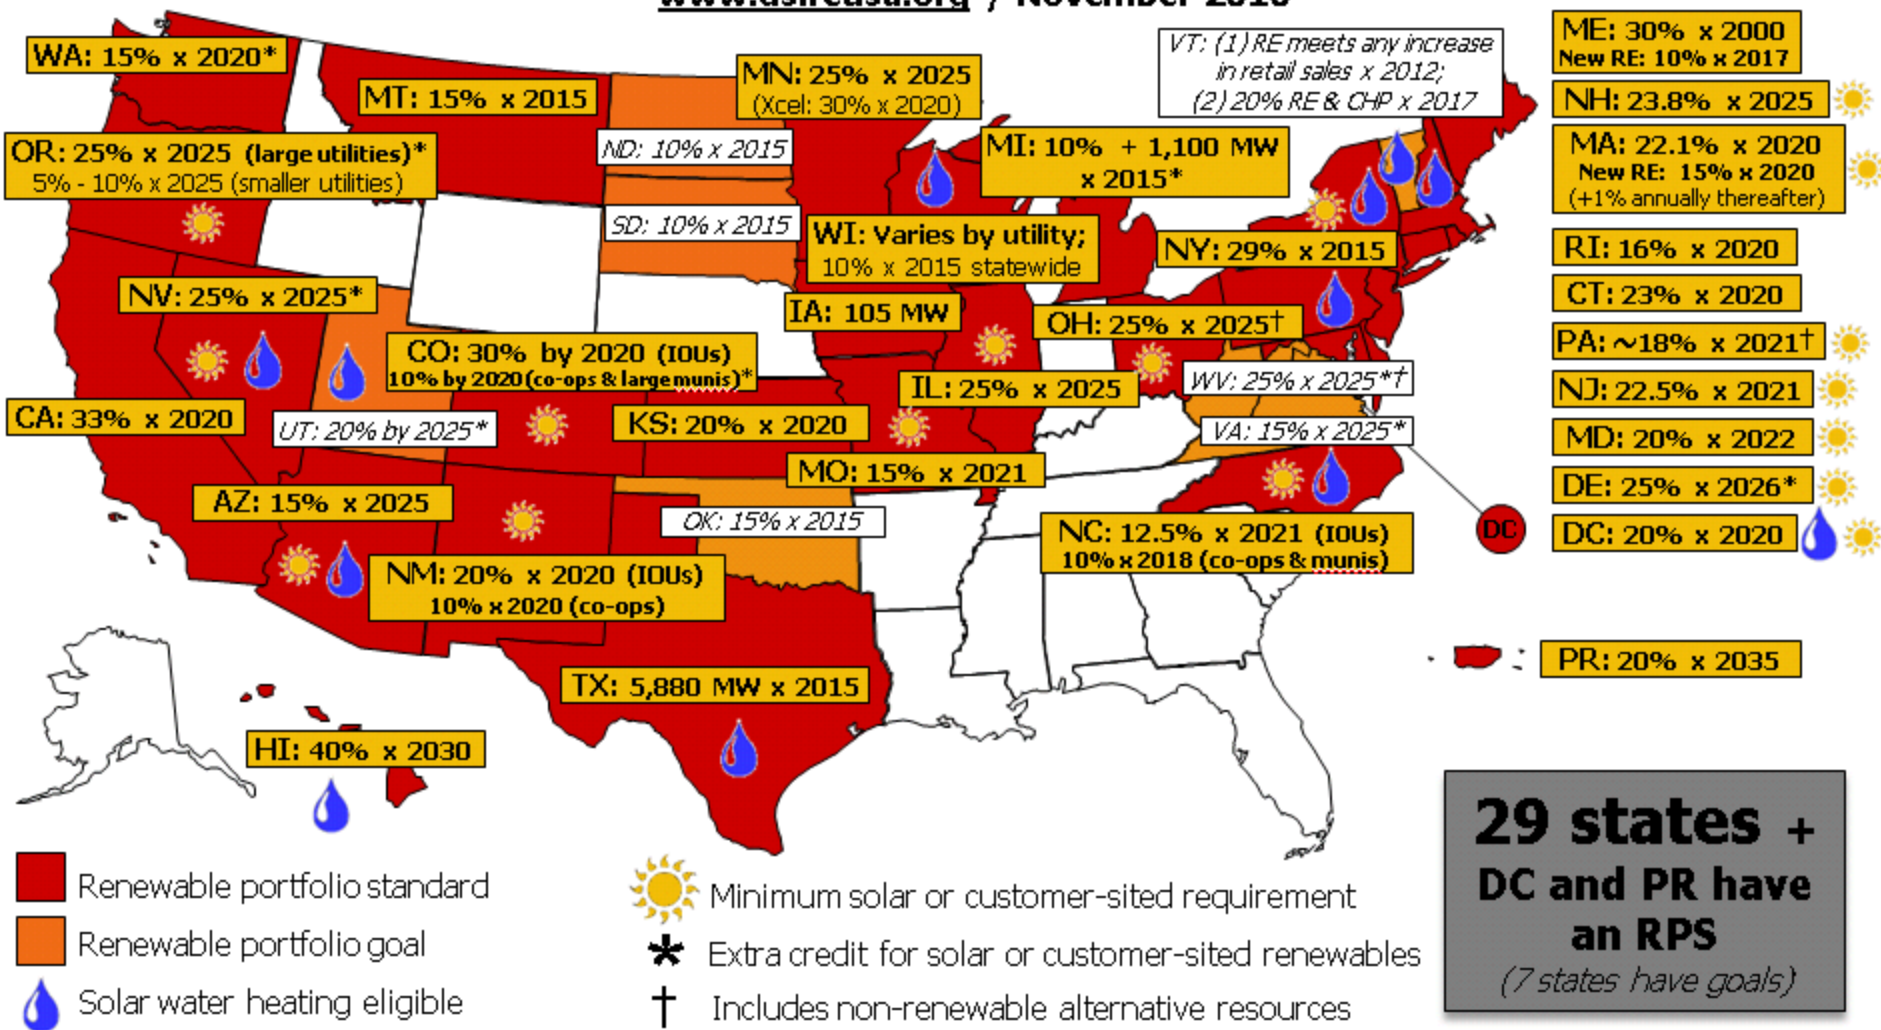 www.dsireusa.org / November 2010
WA: 15% x 2020*
MT: 15% x 2015
MN: 25% x 2025
(Xcel: 30% x 2020)
VT: (1) RE meets any increase
in retail sales x 2012;
(2) 20% RE & CHP x 2017
ME: 30% x 2000
New RE: 10% x 2017
NH: 23.8% x 2025
OR: 25% x 2025 (large utilities)*
5% - 10% x 2025 (smaller utilities)
ND: 10% x 2015
MI: 10% + 1,100 MW
x 2015*
MA: 22.1% x 2020
New RE: 15% x 2020
(+1% annually thereafter)
SD: 10% x 2015
WI: Varies by utility;
10% x 2015 statewide
NY: 29% x 2015
RI: 16% x 2020
NV: 25% x 2025*
IA: 105 MW
OH: 25% x 2025†
CT: 23% x 2020
CO: 30% by 2020 (IOUs)
10% by 2020 (co-ops & large munis)*
PA: ~18% x 2021†
IL: 25% x 2025
WV: 25% x 2025*†
NJ: 22.5% x 2021
CA: 33% x 2020
UT: 20% by 2025*
KS: 20% x 2020
VA: 15% x 2025*
MD: 20% x 2022
MO: 15% x 2021
DE: 25% x 2026*
AZ: 15% x 2025
OK: 15% x 2015
NC: 12.5% x 2021 (IOUs)
10% x 2018 (co-ops & munis)
DC
DC: 20% x 2020
NM: 20% x 2020 (IOUs)
10% x 2020 (co-ops)
PR: 20% x 2035
TX: 5,880 MW x 2015
HI: 40% x 2030
Renewable portfolio standard
Renewable portfolio goal
Solar water heating eligible
Minimum solar or customer-sited requirement
* Extra credit for solar or customer-sited renewables
† Includes non-renewable alternative resources
29 states +
DC and PR have
an RPS
(7 states have goals)